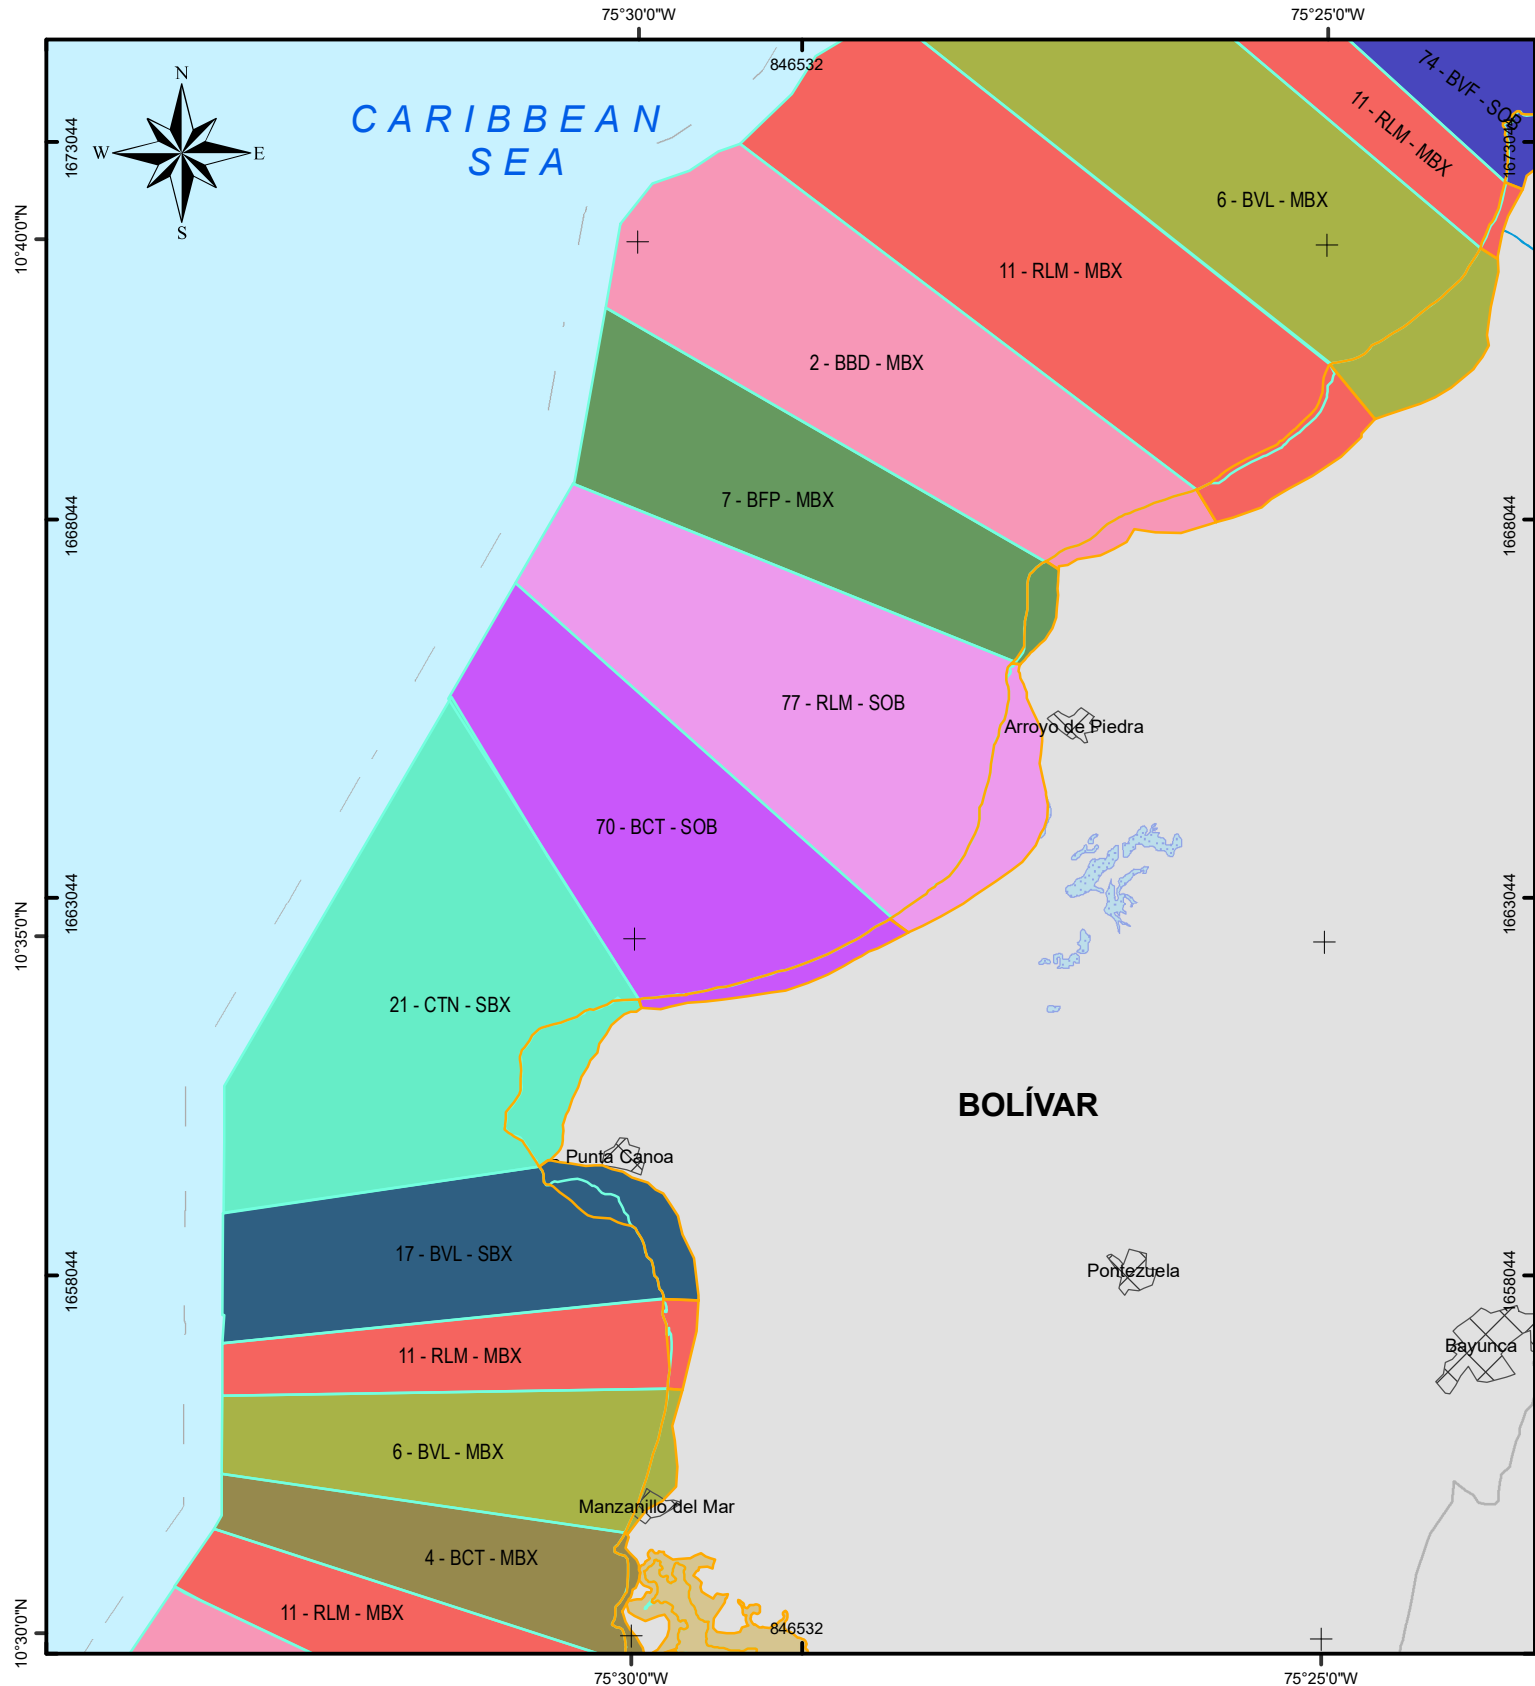 75°30'0"W
75°25'0"W
846532
N
W
E
S
CARIBBEAN
SEA
74 - BVF - SOB
11 - RLM - MBX
1673044
1673044
6 - BVL - MBX
10°40'0"N
11 - RLM - MBX
2 - BBD - MBX
7 - BFP - MBX
1668044
1668044
77 - RLM - SOB
Arroyo de Piedra
70 - BCT - SOB
1663044
1663044
10°35'0"N
21 - CTN - SBX
BOLÍVAR
Punta Canoa
17 - BVL - SBX
1658044
1658044
Pontezuela
Bayunca
11 - RLM - MBX
6 - BVL - MBX
Manzanillo del Mar
4 - BCT - MBX
11 - RLM - MBX
846532
10°30'0"N
75°30'0"W
75°25'0"W